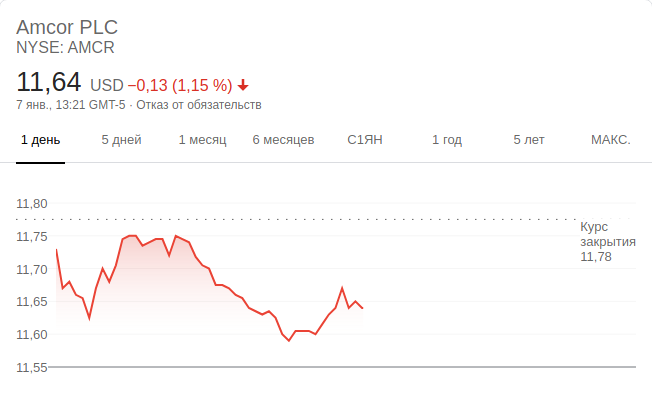 Amcor PLC
NYSE: AMCR
11,64 USD −0,13 (1,15 %)
7 янв., 13:21 GMT-5 · Отказ от обязательств
1 день 5 дней 1 месяц 6 месяцев С1ЯН 1 год 5 лет МАКС.
11,80
11,75
11,70
11,65
11,60
11,55
Курс
закрытия
11,78